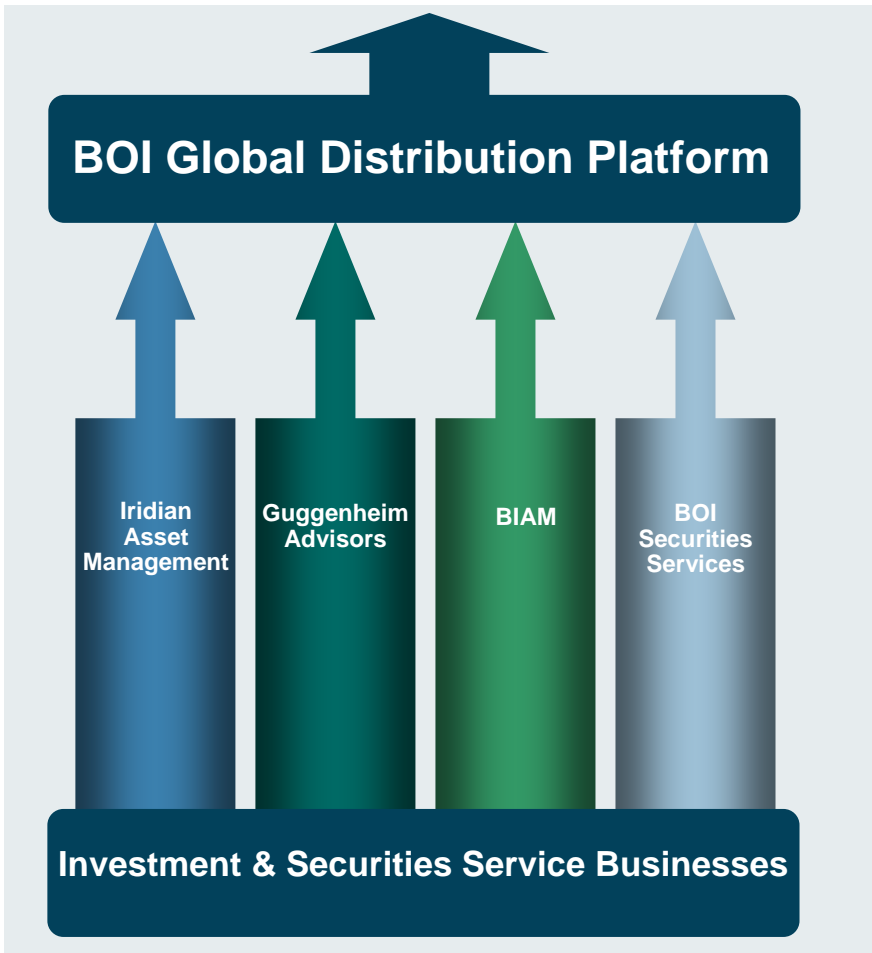 BOI Global Distribution Platform
Iridian
Asset
Management
Guggenheim
Advisors
BIAM
BOI
Securities
Services
Investment & Securities Service Businesses